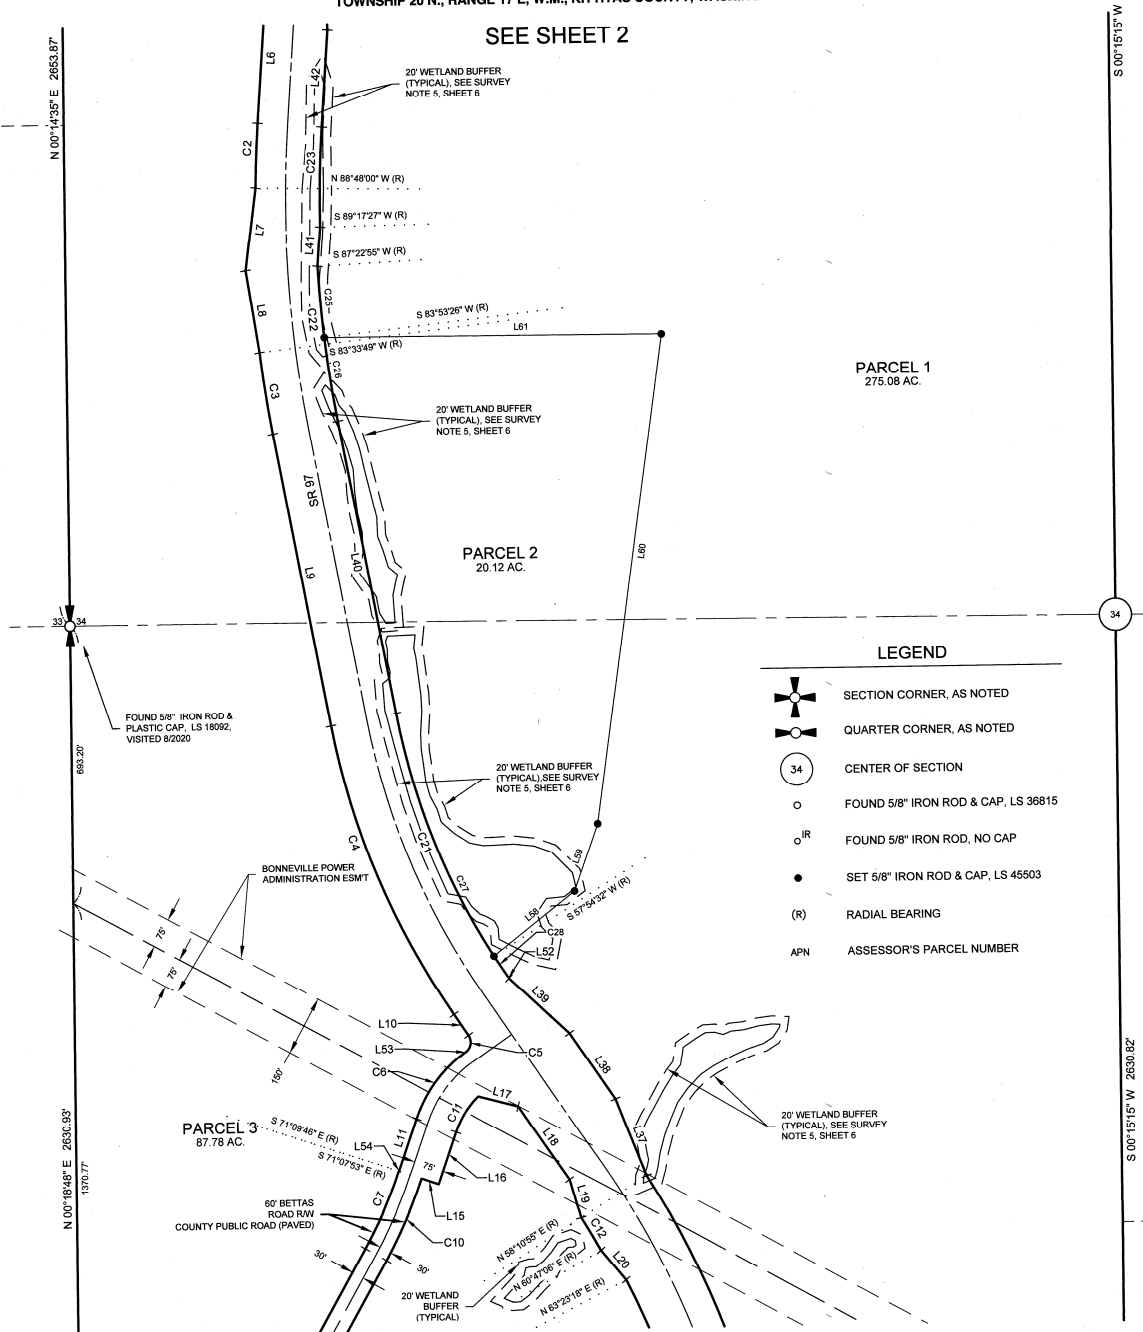 SEE SHEET 2
N 00°14'35" E 2653.87'
S 00°15'15" W
L6
L42
20' WETLAND BUFFER
(TYPICAL), SEE SURVEY
NOTE 5, SHEET 6
C2
C23
N 88°48'00" W (R)
S 89°17'27" W (R)
L7
L41
S 87°22'55" W (R)
C25
L8
C22
S 83°53'26" W (R)
L61
S 83°33'49" W (R)
C26
C3
PARCEL 1
275.08 AC.
20' WETLAND BUFFER
(TYPICAL), SEE SURVEY
NOTE 5, SHEET 6
SR 97
L9
L40
PARCEL 2
20.12 AC.
L60
33
34
34
FOUND 5/8" IRON ROD &
PLASTIC CAP, LS 18092,
VISITED 8/2020
693.20'
LEGEND
SECTION CORNER, AS NOTED
QUARTER CORNER, AS NOTED
34
CENTER OF SECTION
FOUND 5/8" IRON ROD & CAP, LS 36815
IR
FOUND 5/8" IRON ROD, NO CAP
SET 5/8" IRON ROD & CAP, LS 45503
(R)
RADIAL BEARING
APN
ASSESSOR'S PARCEL NUMBER
20' WETLAND BUFFER
(TYPICAL),SEE SURVEY
NOTE 5, SHEET 6
C4
C21
C27
L59
BONNEVILLE POWER
ADMINISTRATION ESM'T
L58
S 57°54'32" W (R)
C28
L52
75'
75'
L39
150'
L10
L53
C5
C6
L38
L17
C11
L18
L37
20' WETLAND BUFFER
(TYPICAL), SEE SURVEY
NOTE 5, SHEET 6
S 00°15'15" W 2630.82'
N 00°18'48" E 2630.93'
1370.77'
PARCEL 3
87.78 AC.
S 71°09'46" E (R)
S 71°07'53" E (R)
L54
L11
75'
L16
L15
C7
C10
60' BETTAS
ROAD R/W
COUNTY PUBLIC ROAD (PAVED)
30'
30'
L19
C12
L20
N 58°10'55" E (R)
N 60°47'06" E (R)
N 63°23'18" E (R)
20' WETLAND
BUFFER
(TYPICAL)